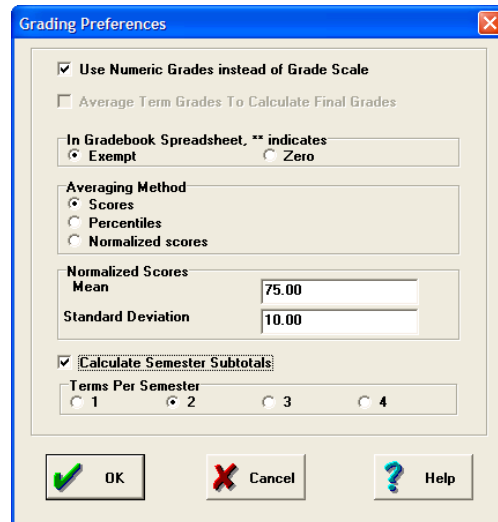 Grading Preferences
Use Numeric Grades instead of Grade Scale
Average Term Grades To Calculate Final Grades
In Gradebook Spreadsheet, ** indicates
Exempt Zero
Averaging Method
Scores
Percentiles
Normalized scores
Normalized Scores
Mean 75.00
Standard Deviation 10.00
Calculate Semester Subtotals
Terms Per Semester
1 2 3 4
OK Cancel Help